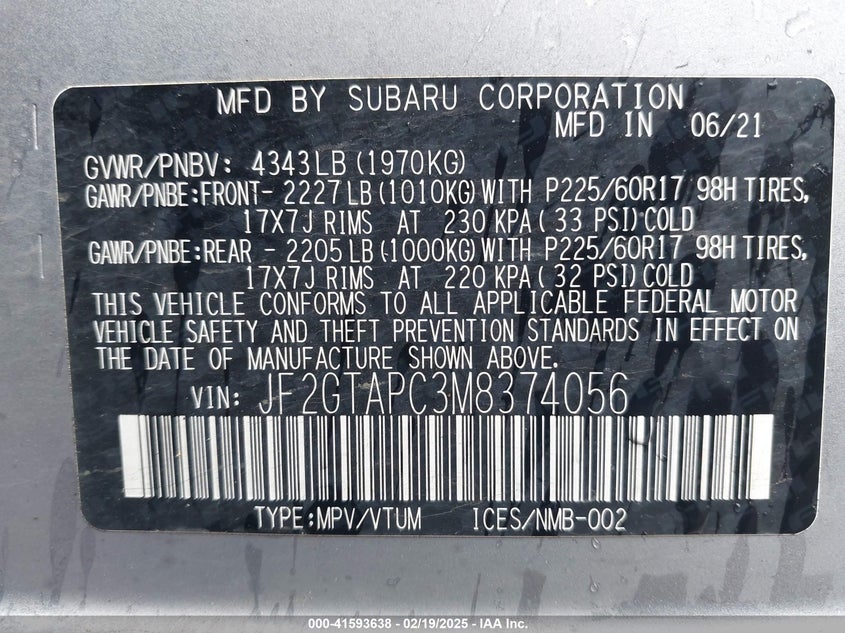 MFD BY SUBARU CORPORATION
MFD IN 06/21
GVWR/PNBV: 4343LB (1970KG)
GAWR/PNBE:FRONT- 2227LB (1010KG) WITH P225/60R17 98H TIRES,
17X7J RIMS AT 230 KPA ( 33 PSI) COLD
GAWR/PNBE:REAR - 2205LB (1000KG) WITH P225/60R17 98H TIRES,
17X7J RIMS AT 220 KPA ( 32 PSI) COLD
THIS VEHICLE CONFORMS TO ALL APPLICABLE FEDERAL MOTOR
VEHICLE SAFETY AND THEFT PREVENTION STANDARDS IN EFFECT ON
THE DATE OF MANUFACTURE SHOWN ABOVE.
VIN: JF2GTAPC3M8374056
TYPE:MPV/VTUM ICES/NMB-002
000-41593638 - 02/19/2025 - IAA Inc.